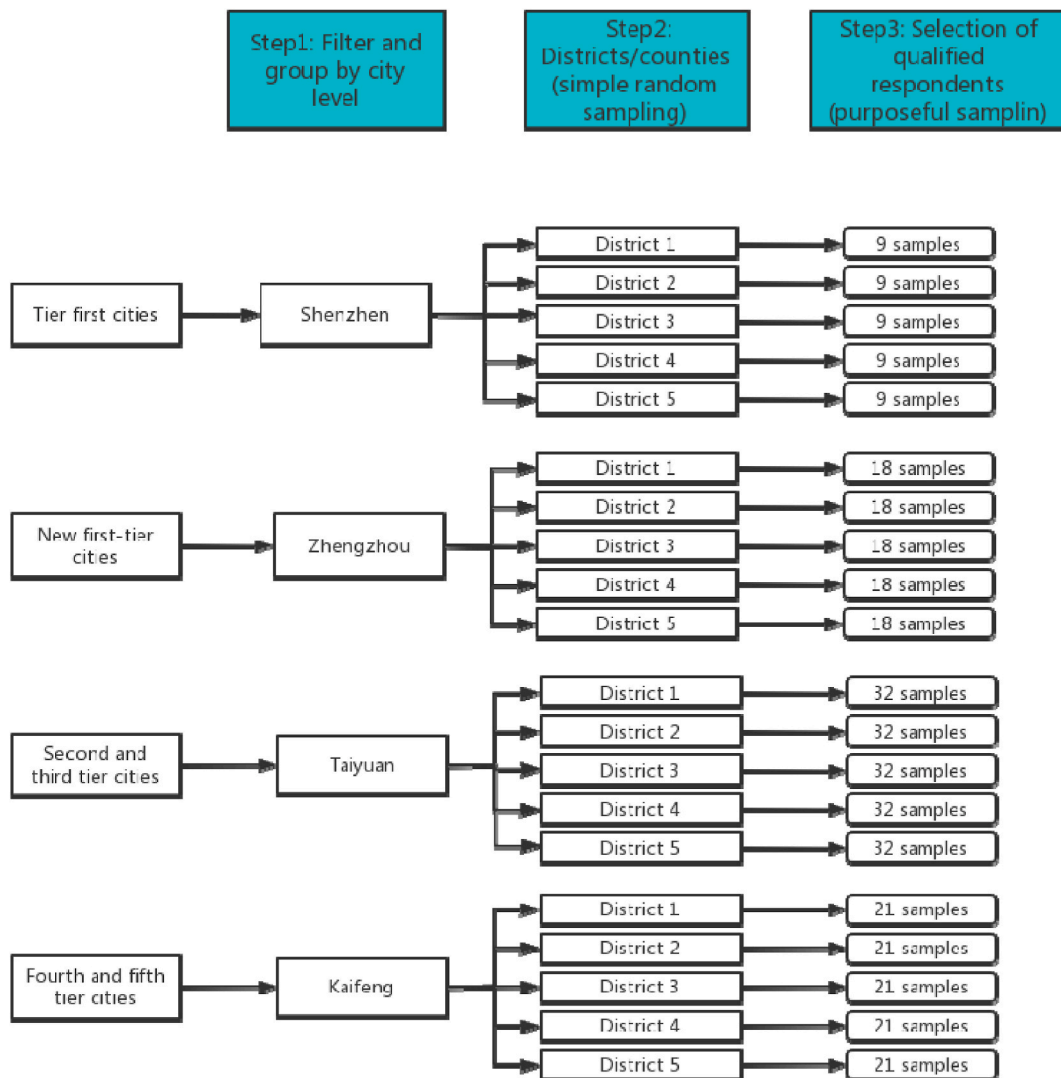 Step1: Filter and
group by city
level
Step2:
Districts/counties
(simple random
sampling)
Step3: Selection of
qualified
respondents
(purposeful samplin)
Tier first cities
Shenzhen
District 1
9 samples
District 2
9 samples
District 3
9 samples
District 4
9 samples
District 5
9 samples
New first-tier
cities
Zhengzhou
District 1
18 samples
District 2
18 samples
District 3
18 samples
District 4
18 samples
District 5
18 samples
Second and
third tier cities
Taiyuan
District 1
32 samples
District 2
32 samples
District 3
32 samples
District 4
32 samples
District 5
32 samples
Fourth and fifth
tier cities
Kaifeng
District 1
21 samples
District 2
21 samples
District 3
21 samples
District 4
21 samples
District 5
21 samples